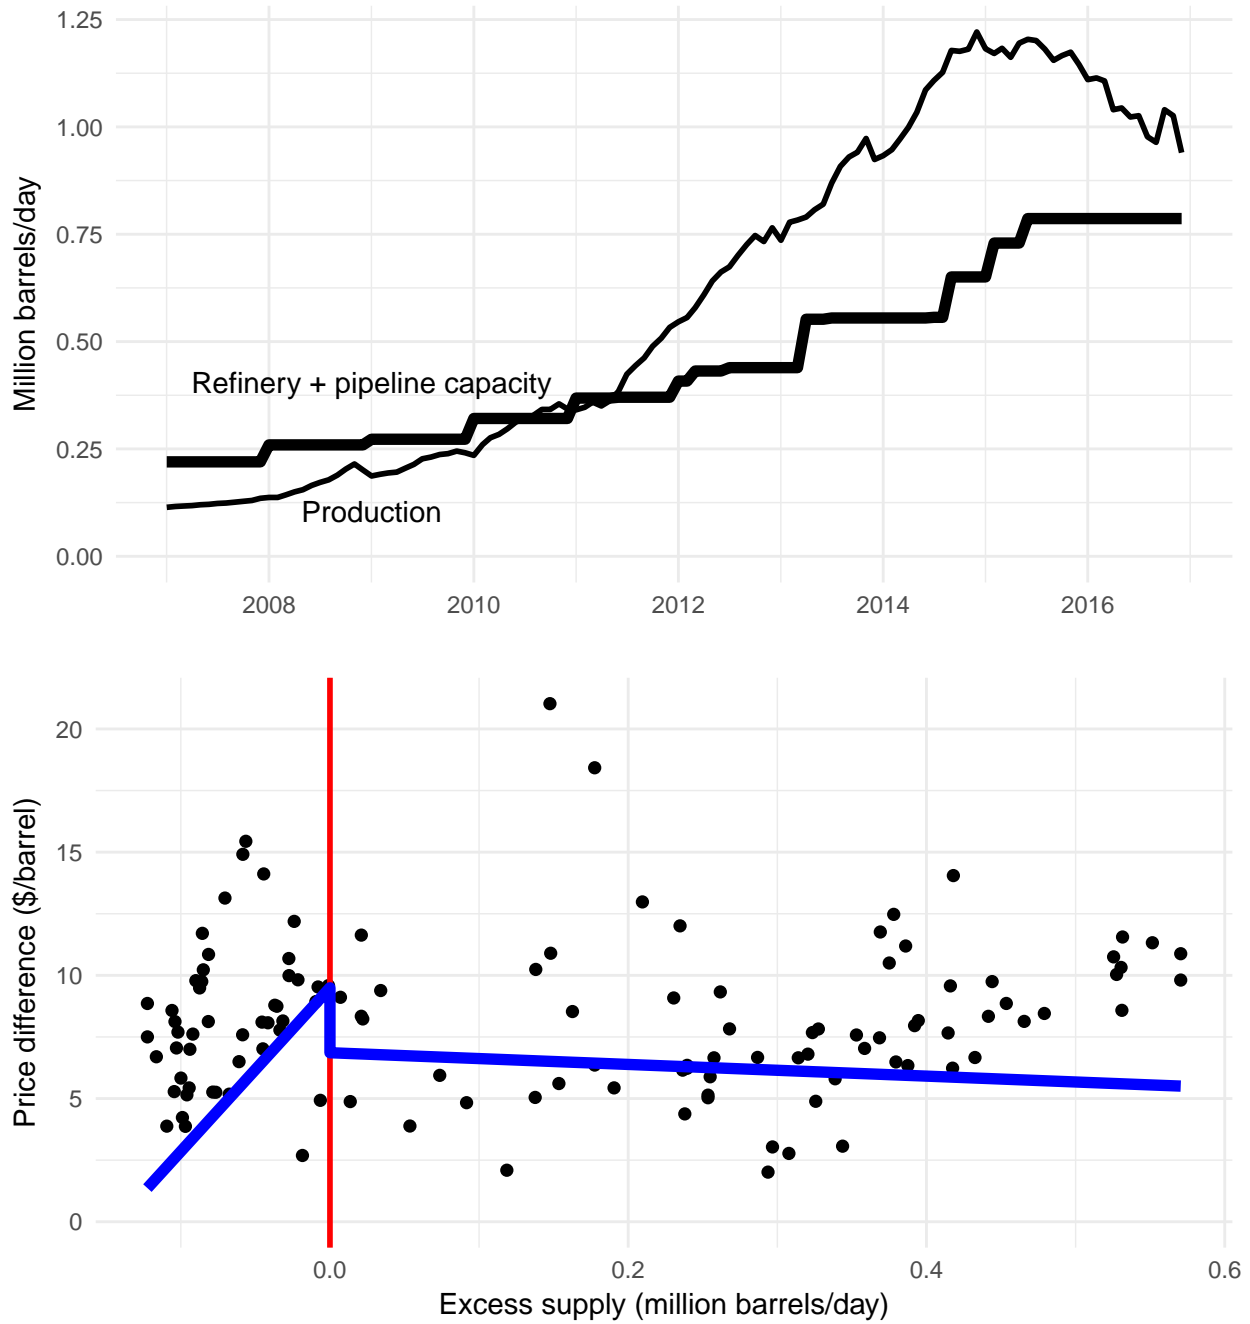 1.25
1.00
0.75
0.50
0.25
0.00
Million barrels/day
Refinery + pipeline capacity
Production
2008 2010 2012 2014 2016
20
15
10
5
0
Price difference ($/barrel)
0.0 0.2 0.4 0.6
Excess supply (million barrels/day)